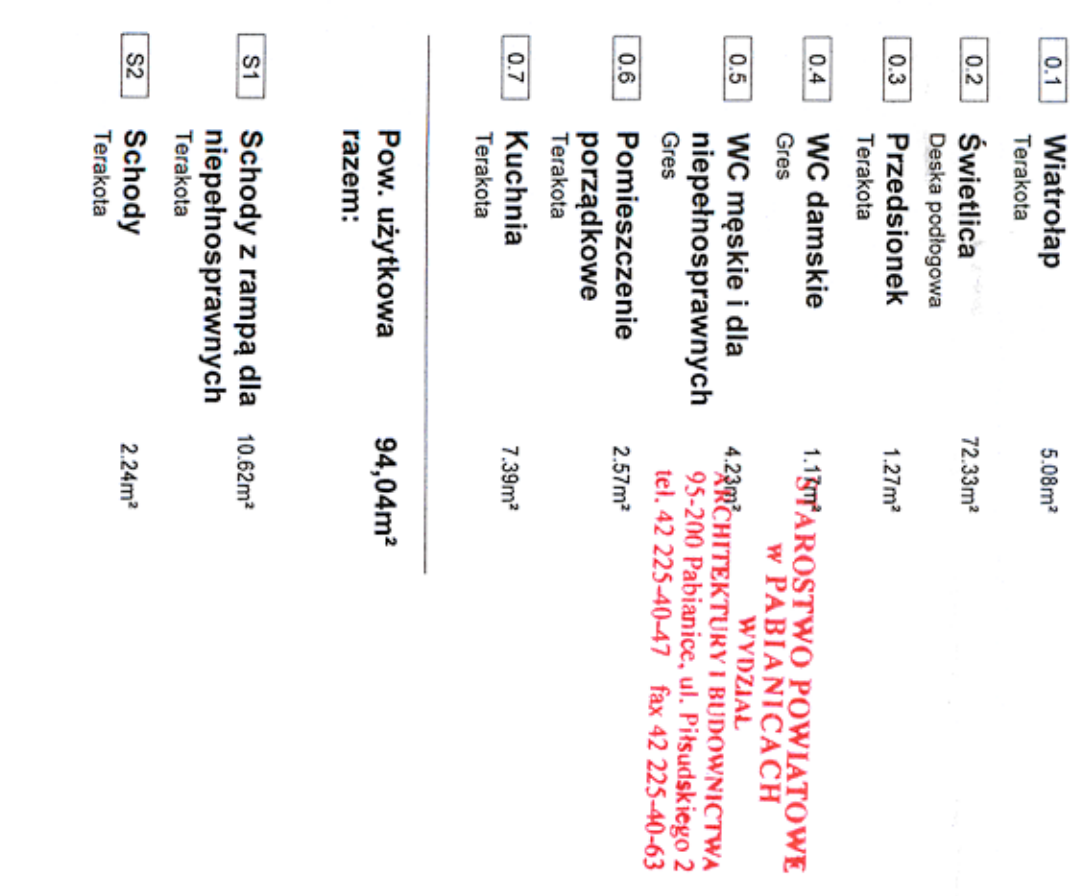 0.1 Wiatrołap 5.08m²
Terakota
0.2 Świetlica 72.33m²
Deska podłogowa
0.3 Przedsionek 1.27m²
Terakota
0.4 WC damskie 1.17m²
Gres
0.5 WC męskie i dla 4.23m²
niepełnosprawnych
Gres
0.6 Pomieszczenie 2.57m²
porządkowe
Terakota
0.7 Kuchnia 7.39m²
Terakota
Pow. użytkowa 94,04m²
razem:
S1 Schody z rampą dla 10.62m²
niepełnosprawnych
Terakota
S2 Schody 2.24m²
Terakota
STAROSTWO POWIATOWE
w PABIANICACH
WYDZIAŁ
ARCHITEKTURY I BUDOWNICTWA
95-200 Pabianice, ul. Piłsudskiego 2
tel. 42 225-40-47 fax 42 225-40-63